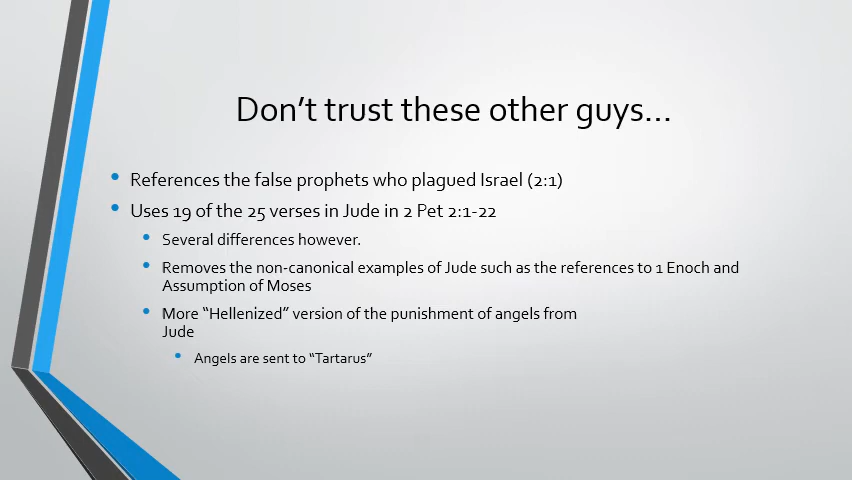 Don’t trust these other guys…
• References the false prophets who plagued Israel (2:1)
• Uses 19 of the 25 verses in Jude in 2 Pet 2:1-22
• Several differences however.
• Removes the non-canonical examples of Jude such as the references to 1 Enoch and
Assumption of Moses
• More “Hellenized” version of the punishment of angels from
Jude
• Angels are sent to “Tartarus”